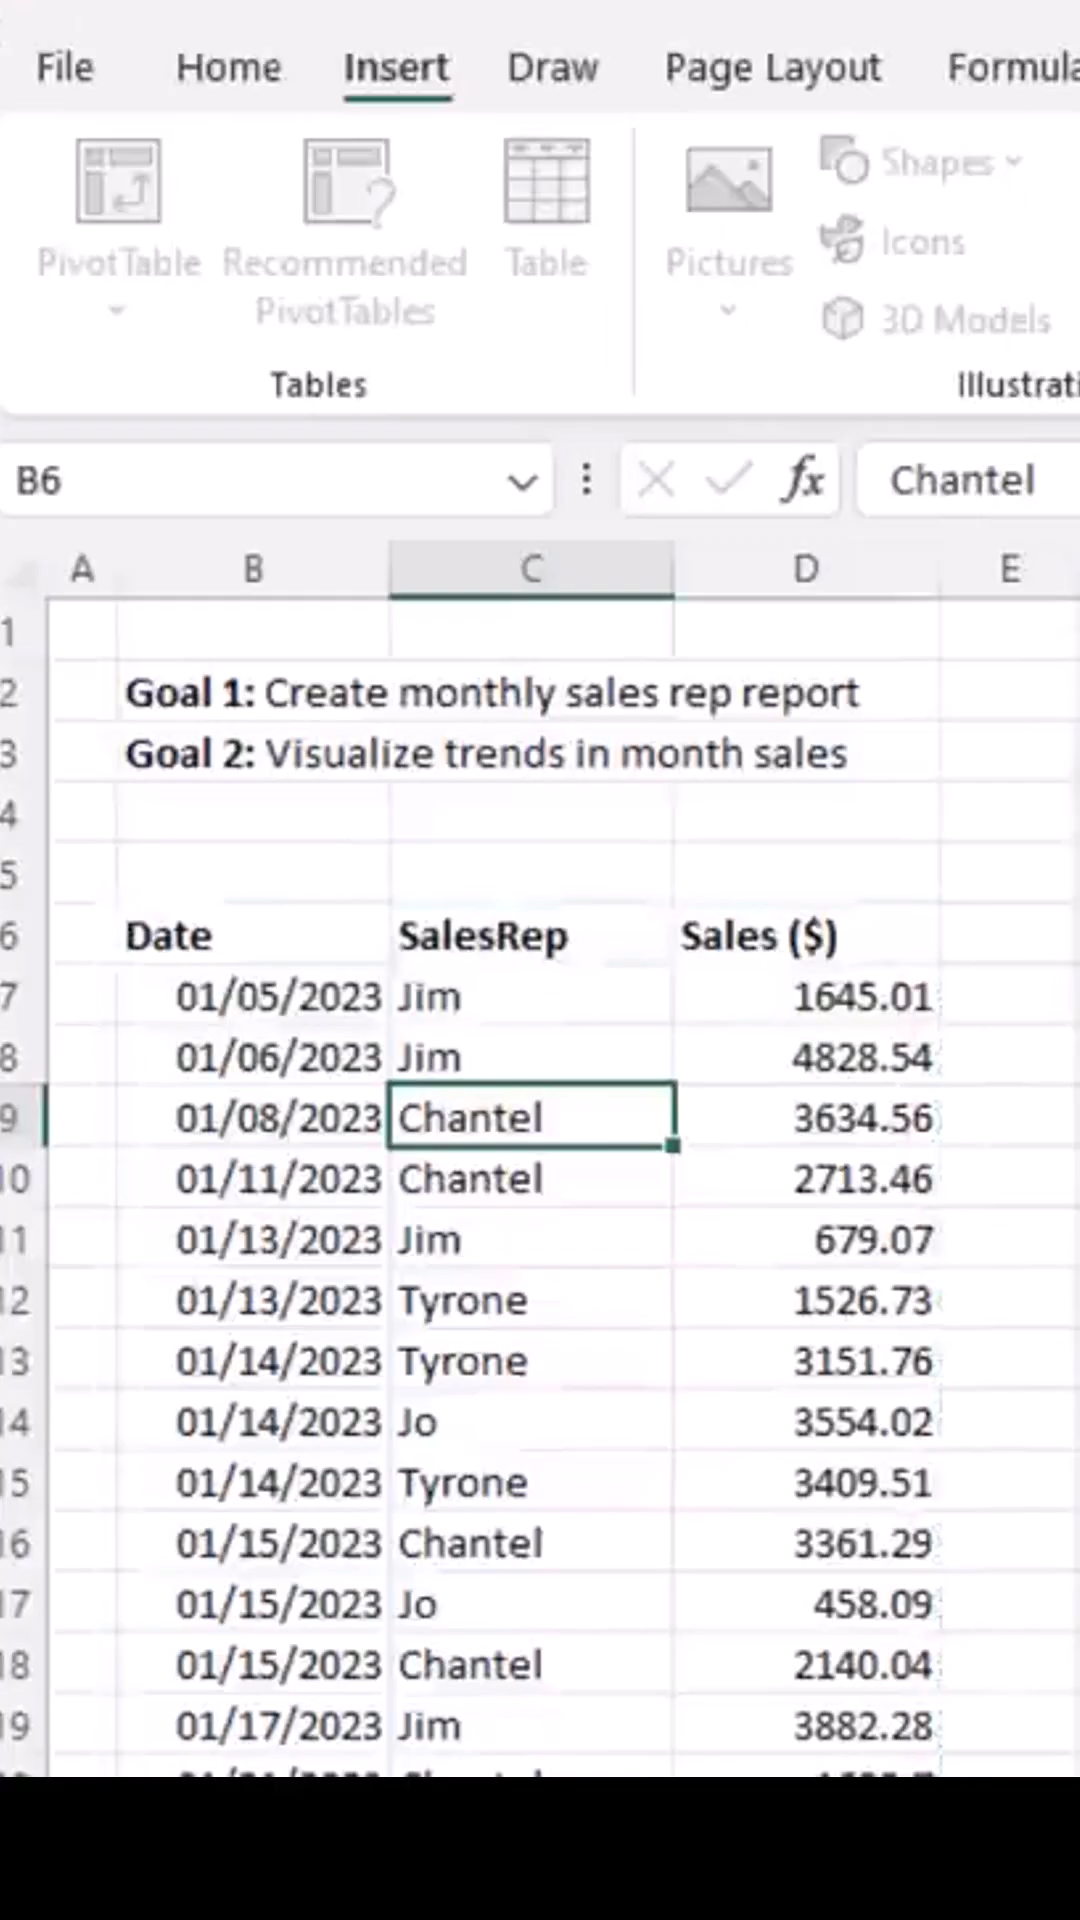 File Home Insert Draw Page Layout Formula
Shapes
PivotTable Recommended PivotTables Table Pictures Icons
3D Models
Tables Illustrati
B6 fx Chantel
A B C D E
1
2 Goal 1: Create monthly sales rep report
3 Goal 2: Visualize trends in month sales
4
5
6 Date SalesRep Sales ($)
7 01/05/2023 Jim 1645.01
8 01/06/2023 Jim 4828.54
9 01/08/2023 Chantel 3634.56
10 01/11/2023 Chantel 2713.46
11 01/13/2023 Jim 679.07
12 01/13/2023 Tyrone 1526.73
13 01/14/2023 Tyrone 3151.76
14 01/14/2023 Jo 3554.02
15 01/14/2023 Tyrone 3409.51
16 01/15/2023 Chantel 3361.29
17 01/15/2023 Jo 458.09
18 01/15/2023 Chantel 2140.04
19 01/17/2023 Jim 3882.28